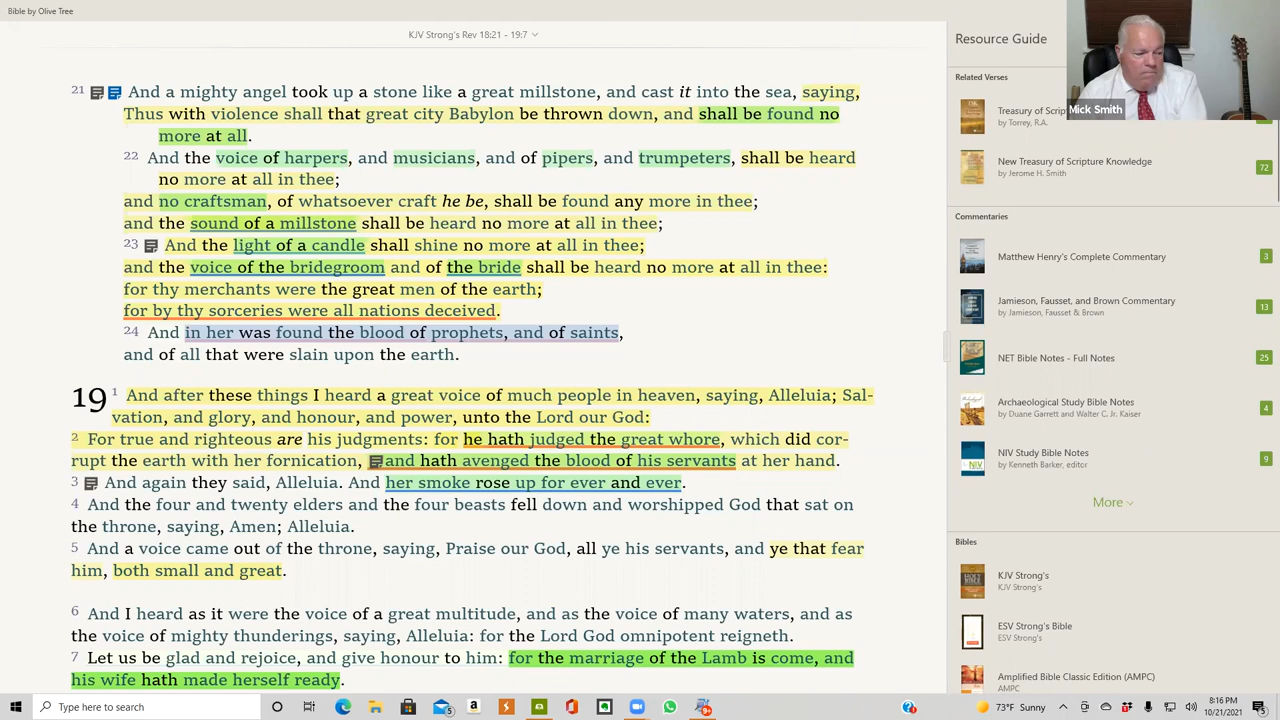 Bible by Olive Tree
KJV Strong's Rev 18:21 - 19:7
21 And a mighty angel took up a stone like a great millstone, and cast it into the sea, saying,
Thus with violence shall that great city Babylon be thrown down, and shall be found no
more at all.
22 And the voice of harpers, and musicians, and of pipers, and trumpeters, shall be heard
no more at all in thee;
and no craftsman, of whatsoever craft he be, shall be found any more in thee;
and the sound of a millstone shall be heard no more at all in thee;
23 And the light of a candle shall shine no more at all in thee;
and the voice of the bridegroom and of the bride shall be heard no more at all in thee:
for thy merchants were the great men of the earth;
for by thy sorceries were all nations deceived.
24 And in her was found the blood of prophets, and of saints,
and of all that were slain upon the earth.
19 1 And after these things I heard a great voice of much people in heaven, saying, Alleluia; Sal-
vation, and glory, and honour, and power, unto the Lord our God:
2 For true and righteous are his judgments: for he hath judged the great whore, which did cor-
rupt the earth with her fornication, and hath avenged the blood of his servants at her hand.
3 And again they said, Alleluia. And her smoke rose up for ever and ever.
4 And the four and twenty elders and the four beasts fell down and worshipped God that sat on
the throne, saying, Amen; Alleluia.
5 And a voice came out of the throne, saying, Praise our God, all ye his servants, and ye that fear
him, both small and great.
6 And I heard as it were the voice of a great multitude, and as the voice of many waters, and as
the voice of mighty thunderings, saying, Alleluia: for the Lord God omnipotent reigneth.
7 Let us be glad and rejoice, and give honour to him: for the marriage of the Lamb is come, and
his wife hath made herself ready.
Resource Guide
Mick Smith
Related Verses
Treasury of Scrip
by Torrey, R.A.
New Treasury of Scripture Knowledge
by Jerome H. Smith
72
Commentaries
Matthew Henry's Complete Commentary
3
Jamieson, Fausset, and Brown Commentary
by Jamieson, Fausset & Brown
13
NET Bible Notes - Full Notes
25
Archaeological Study Bible Notes
by Duane Garrett and Walter C. Jr. Kaiser
4
NIV Study Bible Notes
by Kenneth Barker, editor
9
More
Bibles
KJV Strong's
KJV Strong's
ESV Strong's Bible
ESV Strong's
Amplified Bible Classic Edition (AMPC)
AMPC
Type here to search
73°F Sunny
8:16 PM
10/21/2021